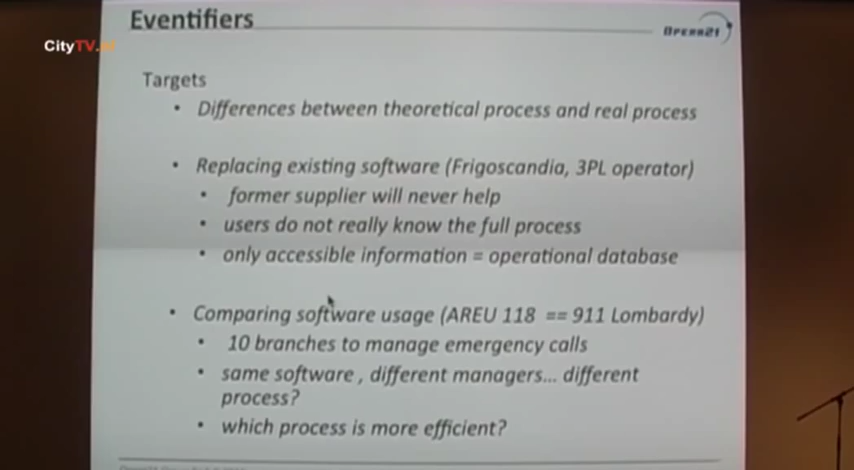 Eventifiers
OPERA21
CityTV.
Targets
• Differences between theoretical process and real process
• Replacing existing software (Frigoscandia, 3PL operator)
• former supplier will never help
• users do not really know the full process
• only accessible information = operational database
• Comparing software usage (AREU 118 == 911 Lombardy)
• 10 branches to manage emergency calls
• same software , different managers... different
process?
• which process is more efficient?